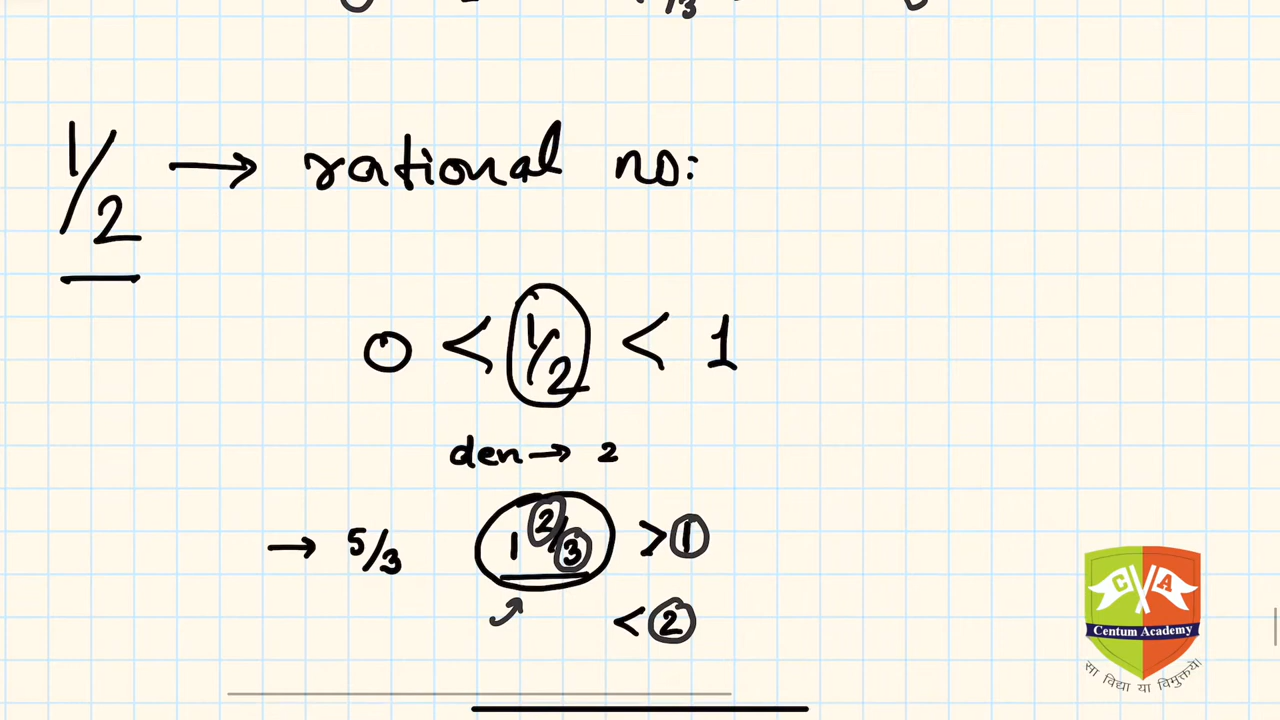 1/2 → rational no:
0 < 1/2 < 1
den → 2
→ 5/3 1 2/3 > 1
< 2
C A
Centum Academy
सा विद्या या विमुक्तये।